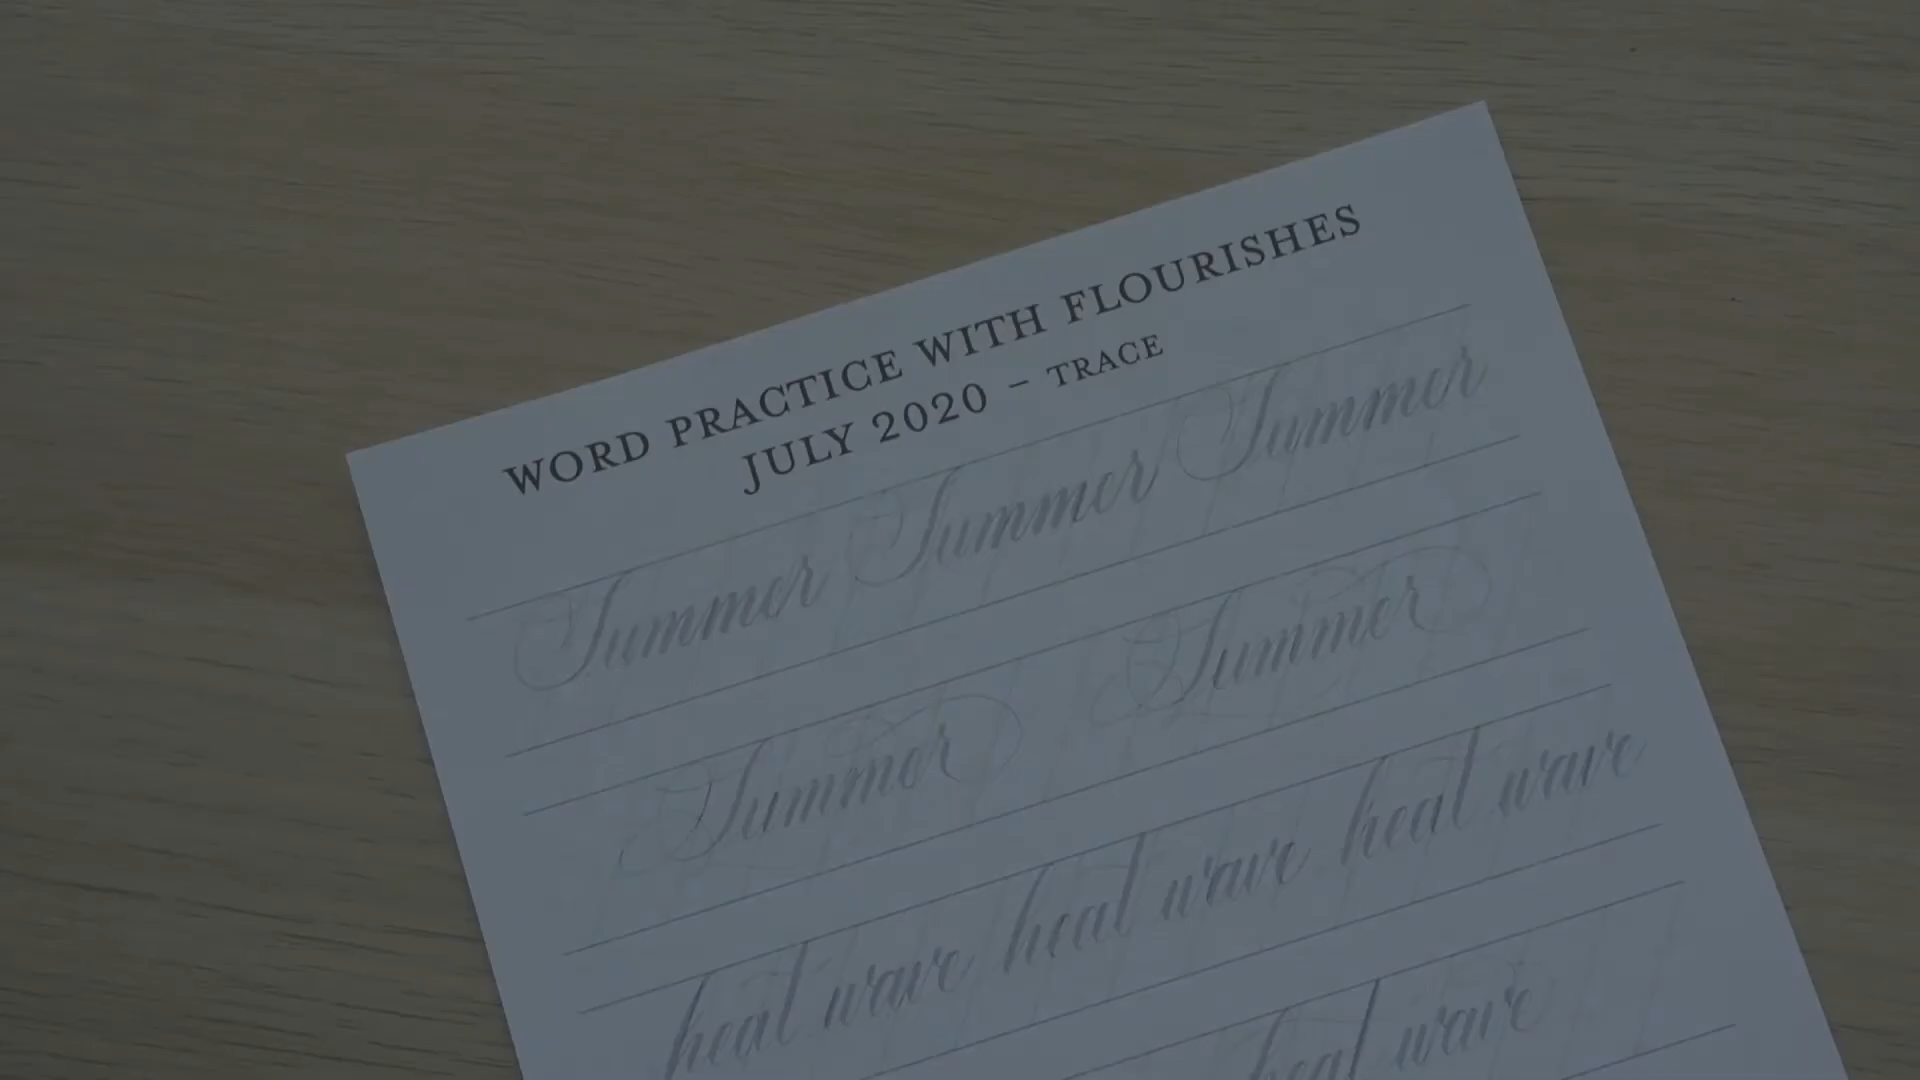 WORD PRACTICE WITH FLOURISHES
JULY 2020 - TRACE
Summer Summer Summer
Summer Summer
heat wave heat wave heat wave
heat wave